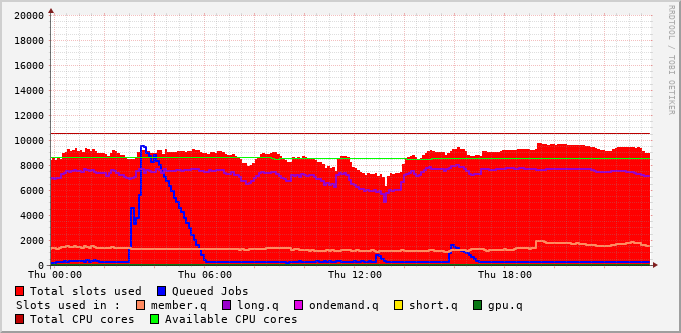 20000
18000
16000
14000
12000
10000
8000
6000
4000
2000
0
Thu 00:00 Thu 06:00 Thu 12:00 Thu 18:00
RRDTOOL / TOBI OETIKER
Total slots used Queued Jobs
Slots used in : member.q long.q ondemand.q short.q gpu.q
Total CPU cores Available CPU cores